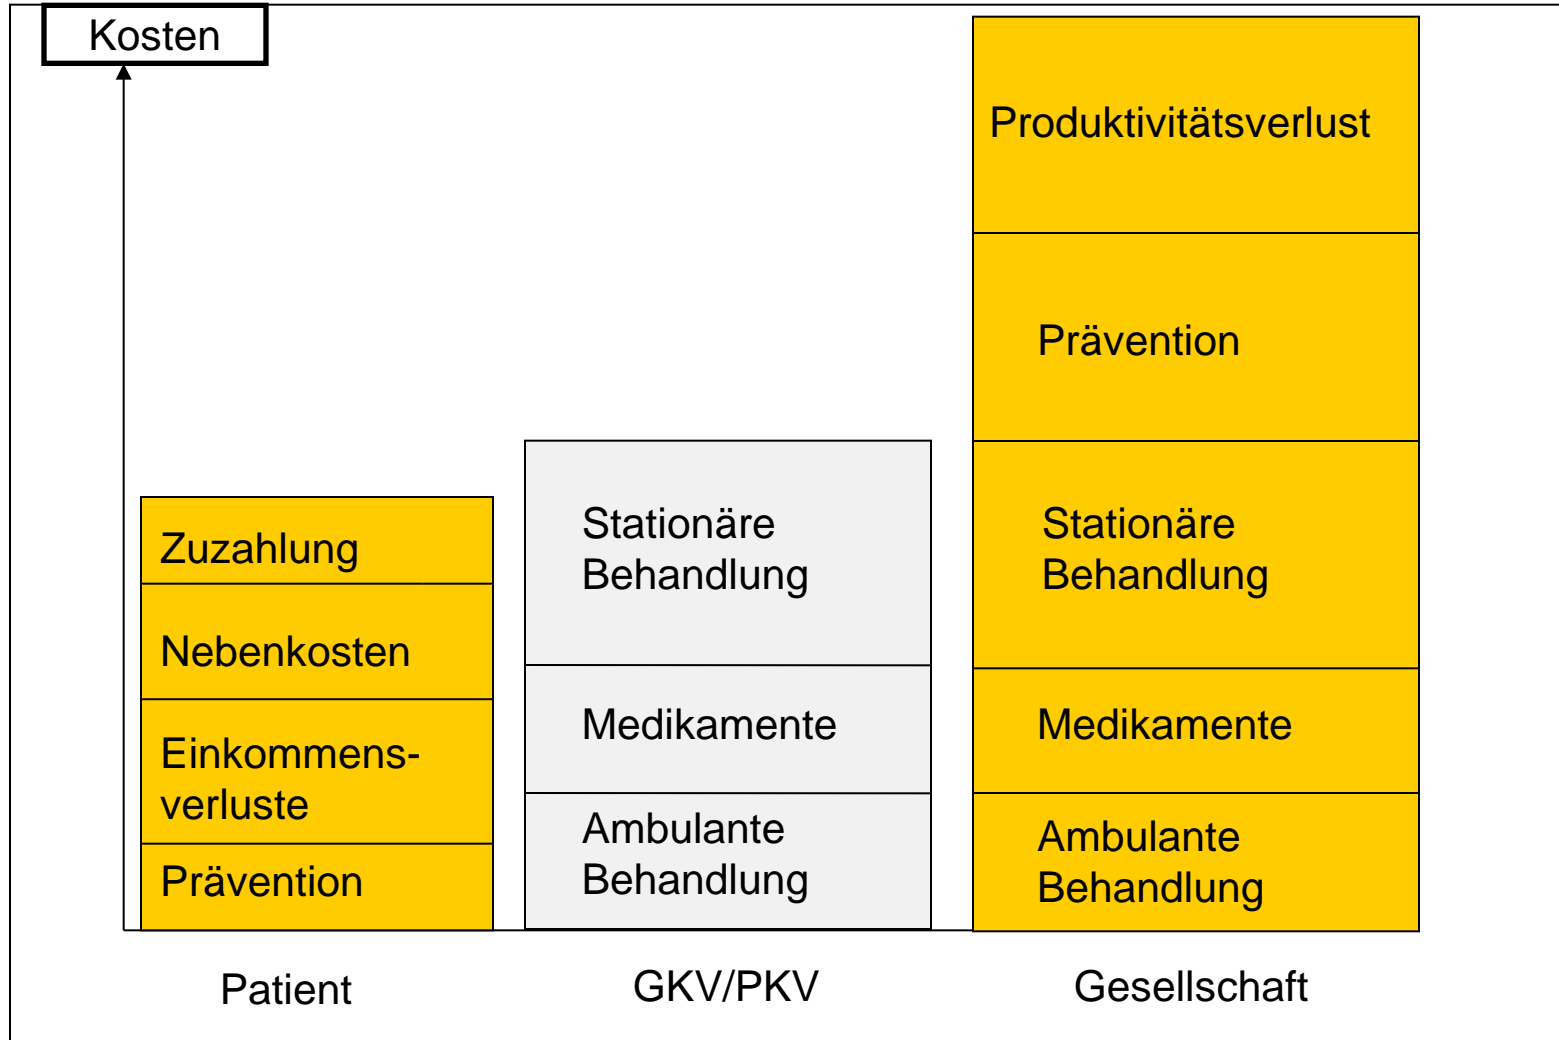 Kosten
Zuzahlung
Nebenkosten
Einkommens-
verluste
Prävention
Stationäre
Behandlung
Medikamente
Ambulante
Behandlung
Produktivitätsverlust
Prävention
Stationäre
Behandlung
Medikamente
Ambulante
Behandlung
Patient
GKV/PKV
Gesellschaft